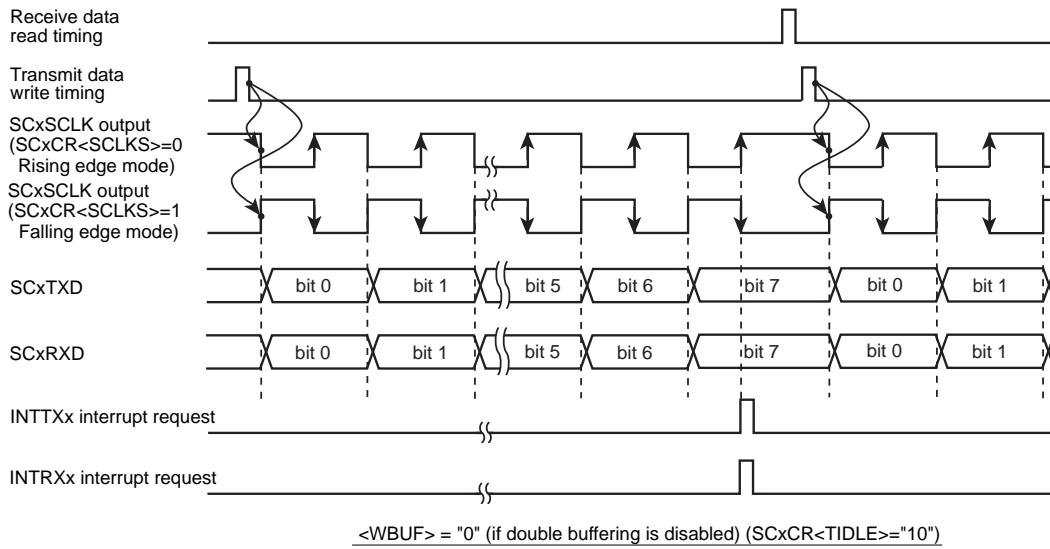 Receive data
read timing
Transmit data
write timing
SCxSCLK output
(SCxCR<SCLKS>=0
Rising edge mode)
SCxSCLK output
(SCxCR<SCLKS>=1
Falling edge mode)
SCxTXD
bit 0
bit 1
bit 5
bit 6
bit 7
bit 0
bit 1
SCxRXD
bit 0
bit 1
bit 5
bit 6
bit 7
bit 0
bit 1
INTTXx interrupt request
INTRXx interrupt request
<WBUF> = "0" (if double buffering is disabled) (SCxCR<TIDLE>="10")